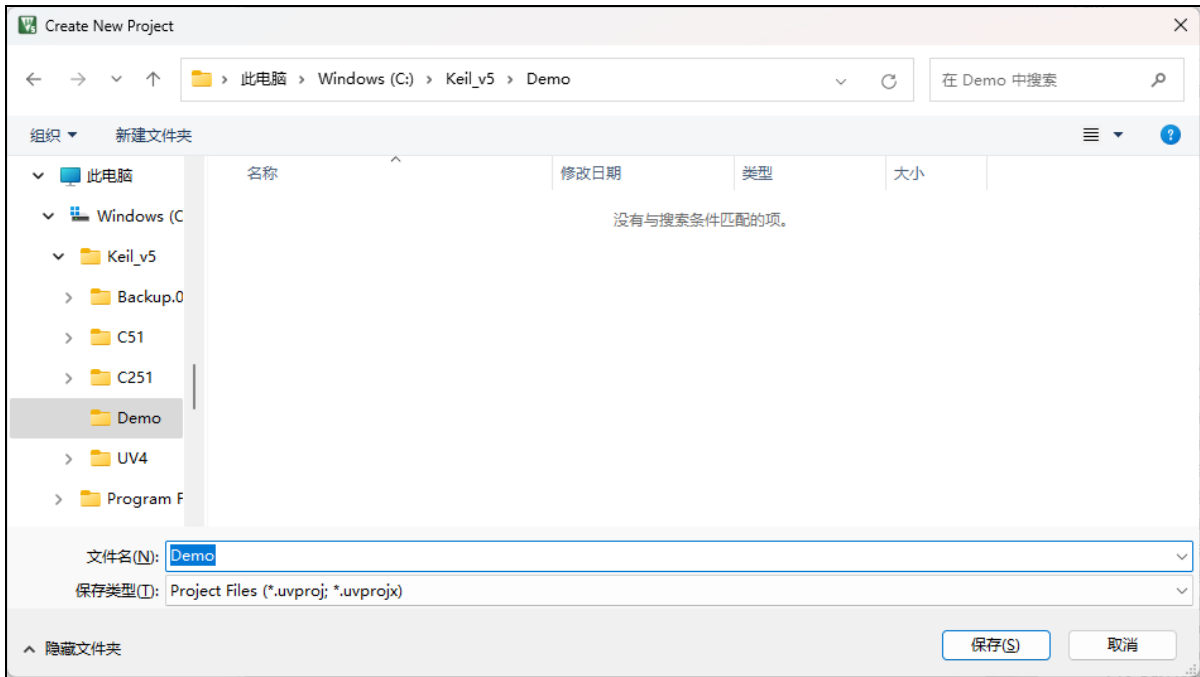 Create New Project
此电脑 › Windows (C:) › Keil_v5 › Demo
在 Demo 中搜索
组织
新建文件夹
此电脑
Windows (C
Keil_v5
Backup.0
C51
C251
Demo
UV4
Program F
名称 修改日期 类型 大小
没有与搜索条件匹配的项。
文件名(N): Demo
保存类型(T): Project Files (*.uvproj; *.uvprojx)
隐藏文件夹
保存(S) 取消